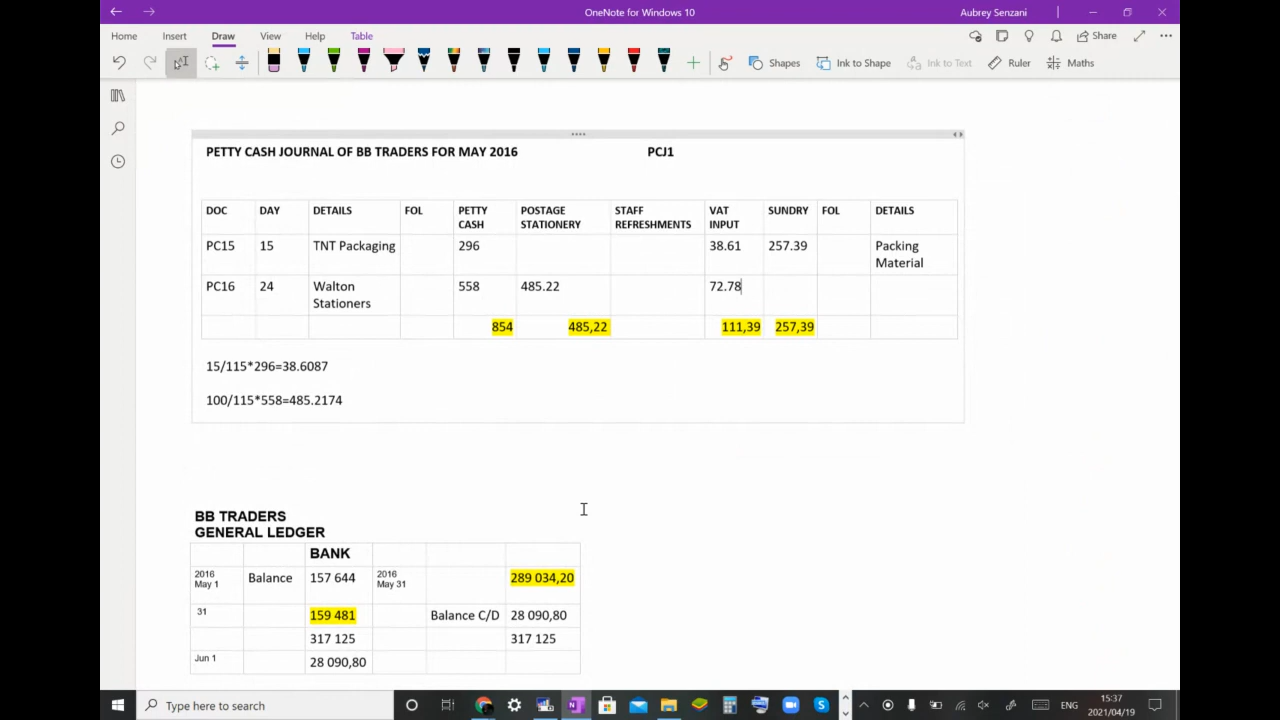 OneNote for Windows 10
Aubrey Senzani
Home Insert Draw View Help Table
Share
Shapes Ink to Shape Ink to Text Ruler Maths
PETTY CASH JOURNAL OF BB TRADERS FOR MAY 2016 PCJ1
DOC DAY DETAILS FOL PETTY CASH POSTAGE STATIONERY STAFF REFRESHMENTS VAT INPUT SUNDRY FOL DETAILS
PC15 15 TNT Packaging 296 38.61 257.39 Packing Material
PC16 24 Walton Stationers 558 485.22 72.78
854 485,22 111,39 257,39
15/115*296=38.6087
100/115*558=485.2174
BB TRADERS
GENERAL LEDGER
BANK
2016 May 1 Balance 157 644 2016 May 31 289 034,20
31 159 481 Balance C/D 28 090,80
317 125 317 125
Jun 1 28 090,80
Type here to search
ENG
15:37
2021/04/19